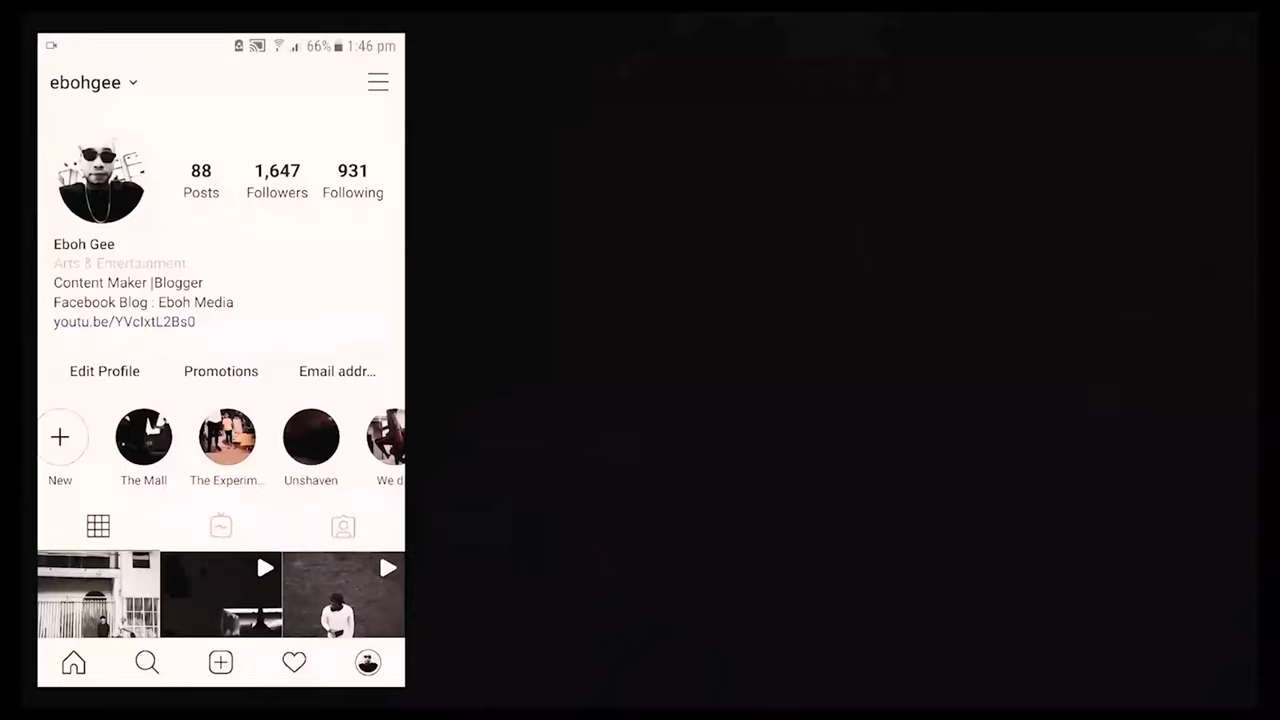 66% 1:46 pm
ebohgee
88 1,647 931
Posts Followers Following
Eboh Gee
Arts & Entertainment
Content Maker |Blogger
Facebook Blog : Eboh Media
youtu.be/YVcIxtL2Bs0
Edit Profile Promotions Email addr...
New The Mall The Experim... Unshaven We d